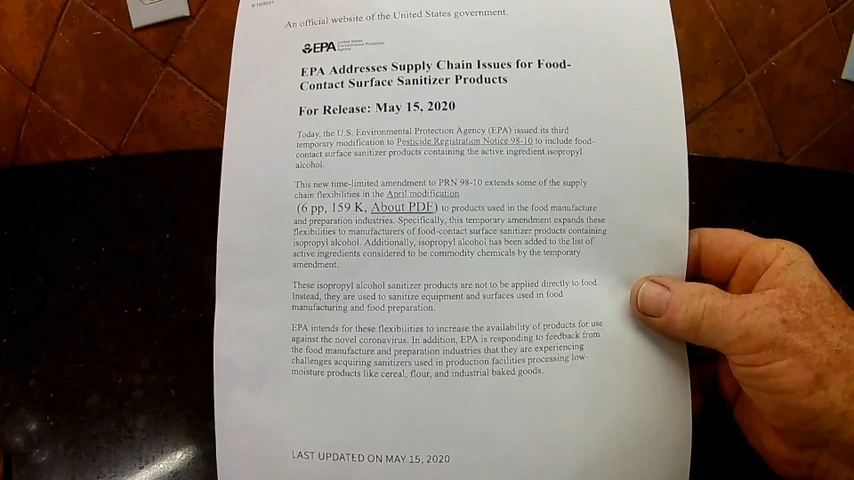 6/10/2021
An official website of the United States government.
EPA United States
Environmental Protection
Agency
EPA Addresses Supply Chain Issues for Food-
Contact Surface Sanitizer Products
For Release: May 15, 2020
Today, the U.S. Environmental Protection Agency (EPA) issued its third
temporary modification to Pesticide Registration Notice 98-10 to include food-
contact surface sanitizer products containing the active ingredient isopropyl
alcohol.
This new time-limited amendment to PRN 98-10 extends some of the supply
chain flexibilities in the April modification
(6 pp, 159 K, About PDF) to products used in the food manufacture
and preparation industries. Specifically, this temporary amendment expands these
flexibilities to manufacturers of food-contact surface sanitizer products containing
isopropyl alcohol. Additionally, isopropyl alcohol has been added to the list of
active ingredients considered to be commodity chemicals by the temporary
amendment.
These isopropyl alcohol sanitizer products are not to be applied directly to food
Instead, they are used to sanitize equipment and surfaces used in food
manufacturing and food preparation.
EPA intends for these flexibilities to increase the availability of products for use
against the novel coronavirus. In addition, EPA is responding to feedback from
the food manufacture and preparation industries that they are experiencing
challenges acquiring sanitizers used in production facilities processing low-
moisture products like cereal, flour, and industrial baked goods.
LAST UPDATED ON MAY 15, 2020